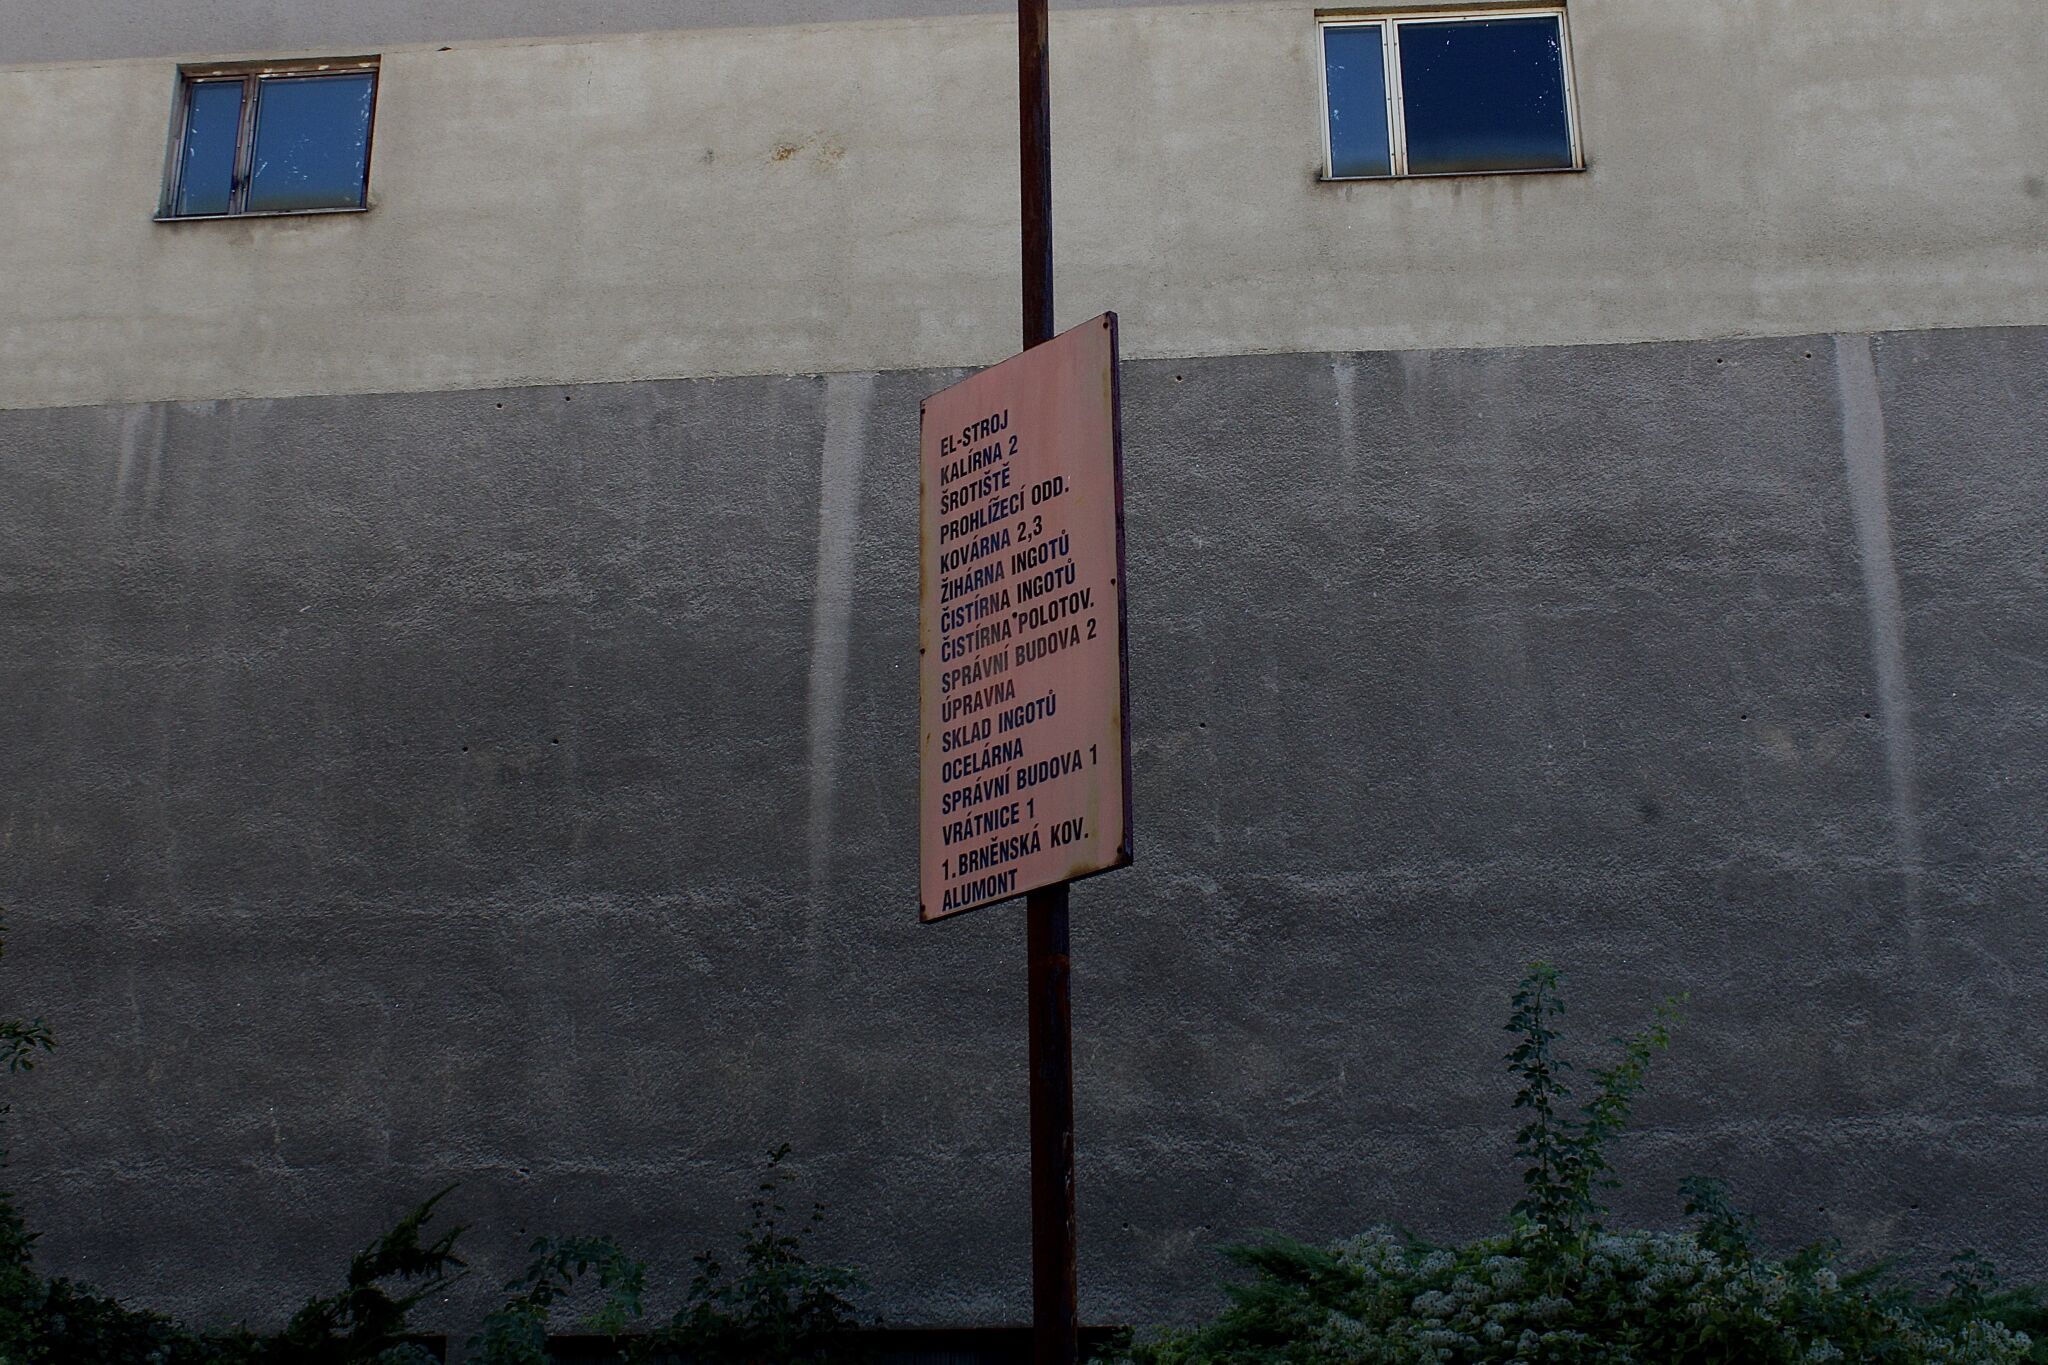 EL-STROJ
KALÍRNA 2
ŠROTIŠTĚ
PROHLÍŽECÍ ODD.
KOVÁRNA 2,3
ŽIHÁRNA INGOTŮ
ČISTÍRNA INGOTŮ
ČISTÍRNA POLOTOV.
SPRÁVNÍ BUDOVA 2
ÚPRAVNA
SKLAD INGOTŮ
OCELÁRNA
SPRÁVNÍ BUDOVA 1
VRÁTNICE 1
1. BRNĚNSKÁ KOV.
ALUMONT